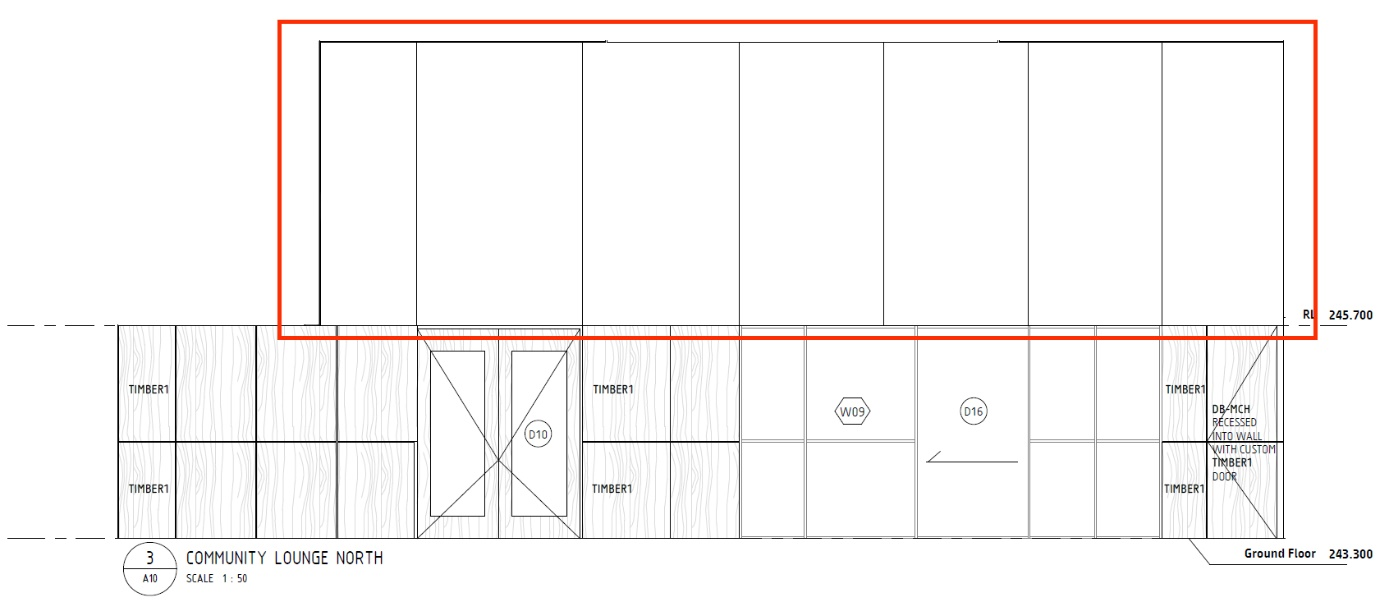 RL 245.700
TIMBER1
TIMBER1
W09
D16
TIMBER1
DB-MCH
RECESSED
INTO WALL
WITH CUSTOM
TIMBER1
DOOR
D10
TIMBER1
TIMBER1
TIMBER1
Ground Floor 243.300
3
A10
COMMUNITY LOUNGE NORTH
SCALE 1 : 50